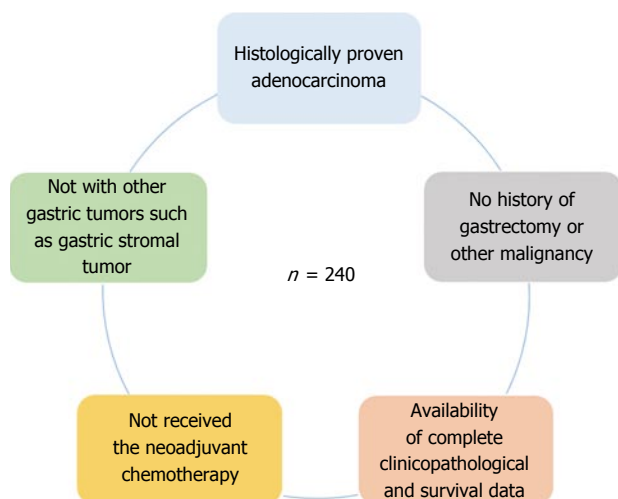 Histologically proven
adenocarcinoma
Not with other
gastric tumors such
as gastric stromal
tumor
No history of
gastrectomy or
other malignancy
n = 240
Not received
the neoadjuvant
chemotherapy
Availability
of complete
clinicopathological
and survival data